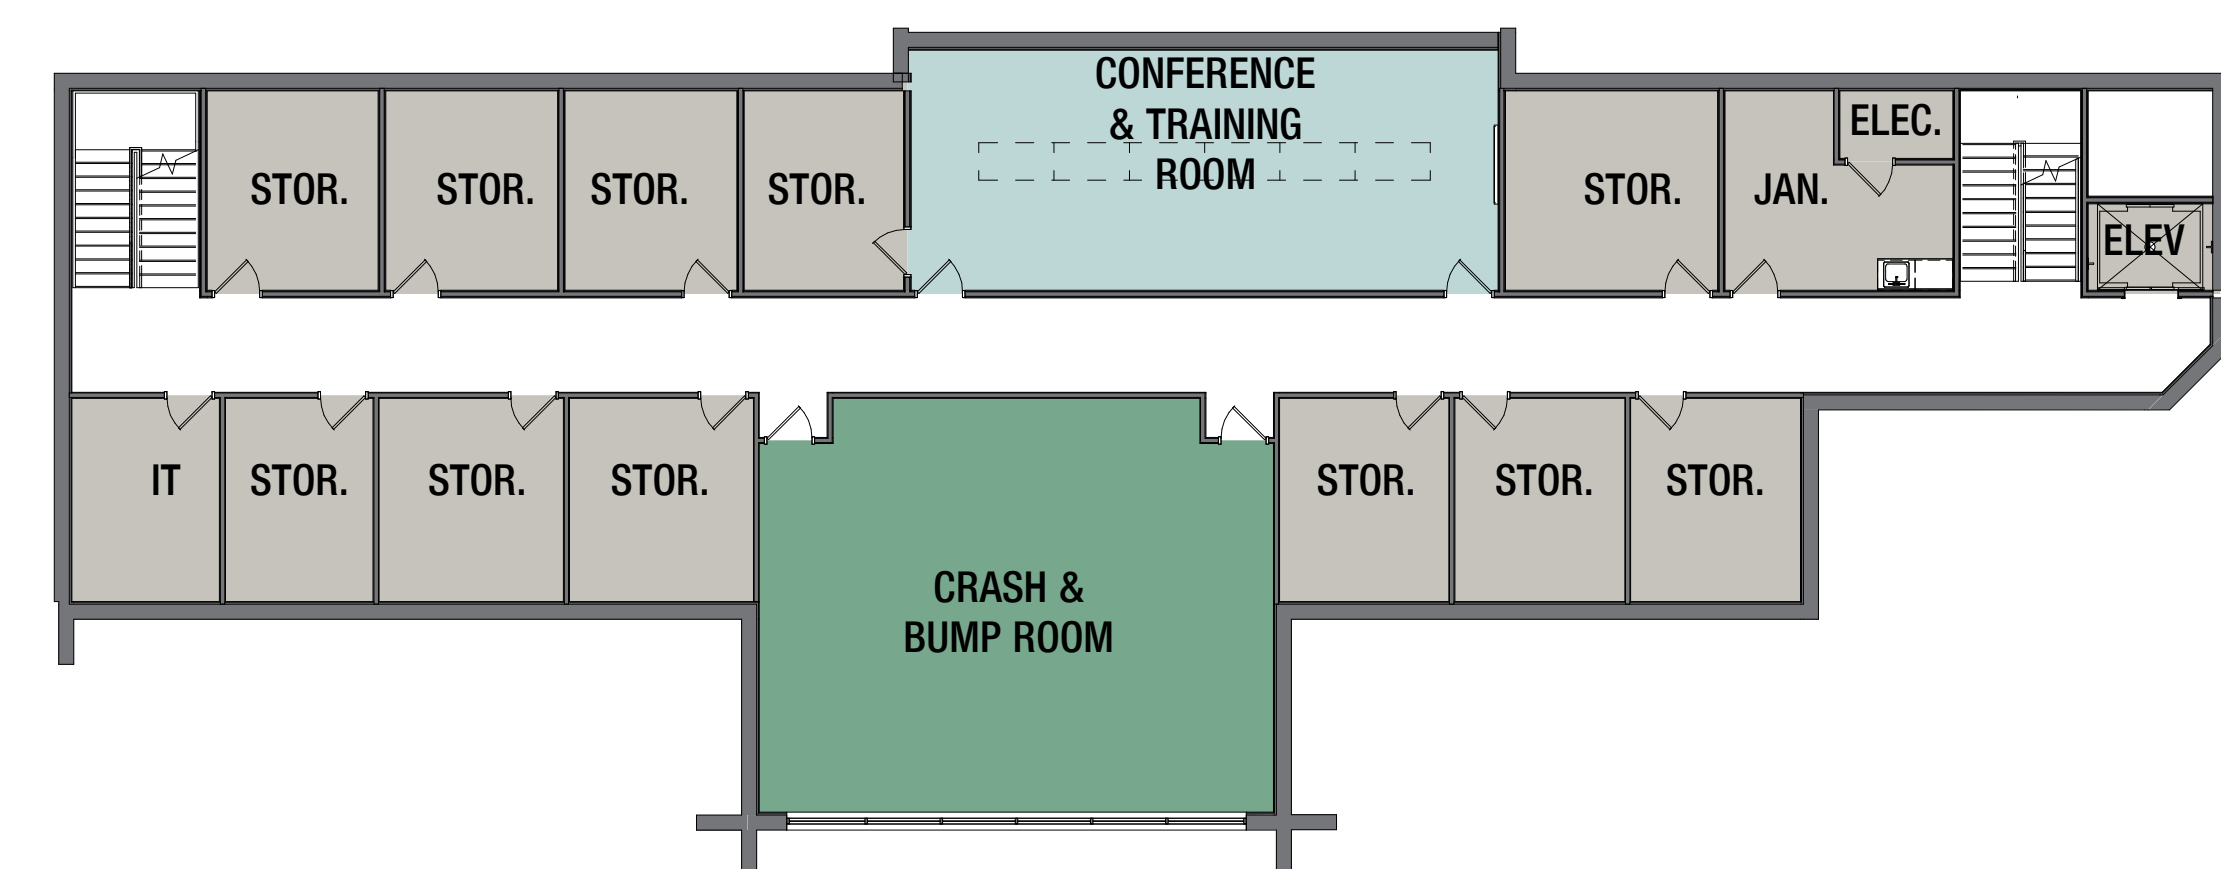 CONFERENCE
& TRAINING
ROOM
ELEC.
STOR.
STOR.
STOR.
STOR.
STOR.
JAN.
ELEV
IT
STOR.
STOR.
STOR.
STOR.
STOR.
STOR.
CRASH &
BUMP ROOM